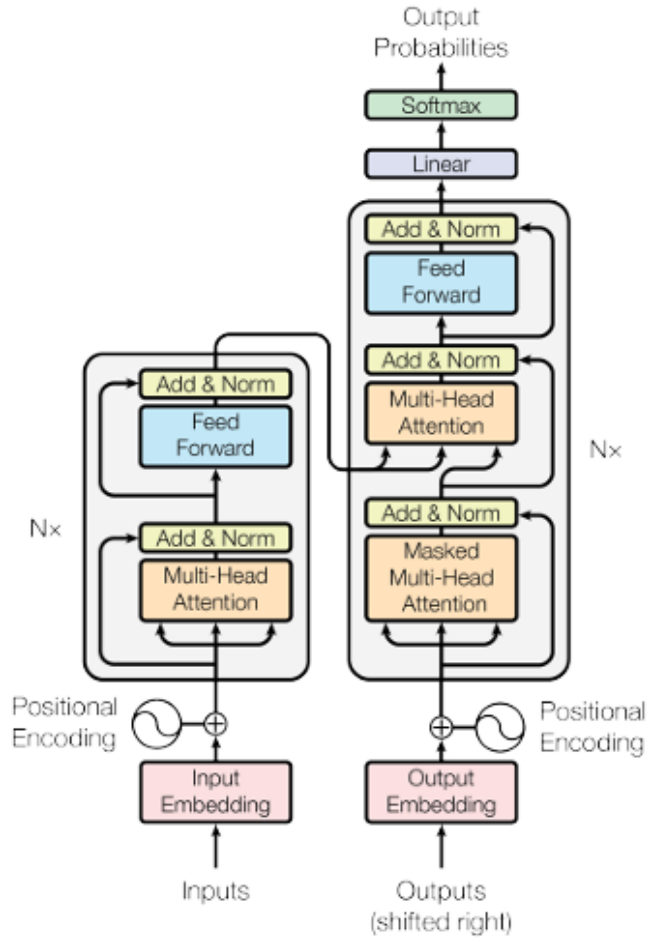 Output
Probabilities
Softmax
Linear
Add & Norm
Feed
Forward
Add & Norm
Multi-Head
Attention
Add & Norm
Masked
Multi-Head
Attention
Nx
Add & Norm
Feed
Forward
Add & Norm
Multi-Head
Attention
Nx
Positional
Encoding
Positional
Encoding
Input
Embedding
Output
Embedding
Inputs
Outputs
(shifted right)